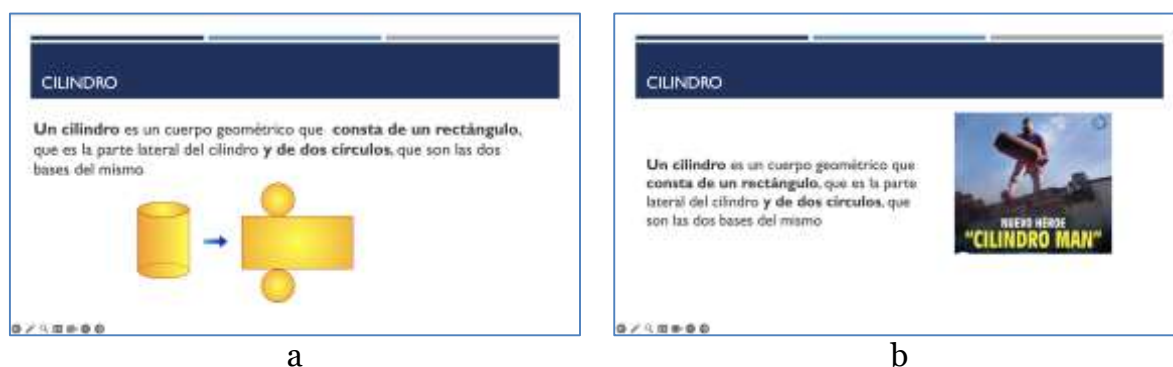 CILINDRO
Un cilindro es un cuerpo geométrico que consta de un rectángulo,
que es la parte lateral del cilindro y de dos círculos, que son las dos
bases del mismo
a
CILINDRO
Un cilindro es un cuerpo geométrico que
consta de un rectángulo, que es la parte
lateral del cilindro y de dos círculos, que
son las dos bases del mismo
NUEVO HÉROE
"CILINDRO MAN"
b